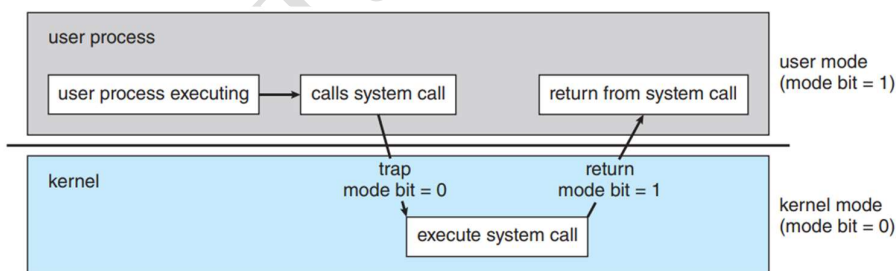 user process
user process executing
calls system call
return from system call
user mode
(mode bit = 1)
kernel
trap
mode bit = 0
return
mode bit = 1
execute system call
kernel mode
(mode bit = 0)